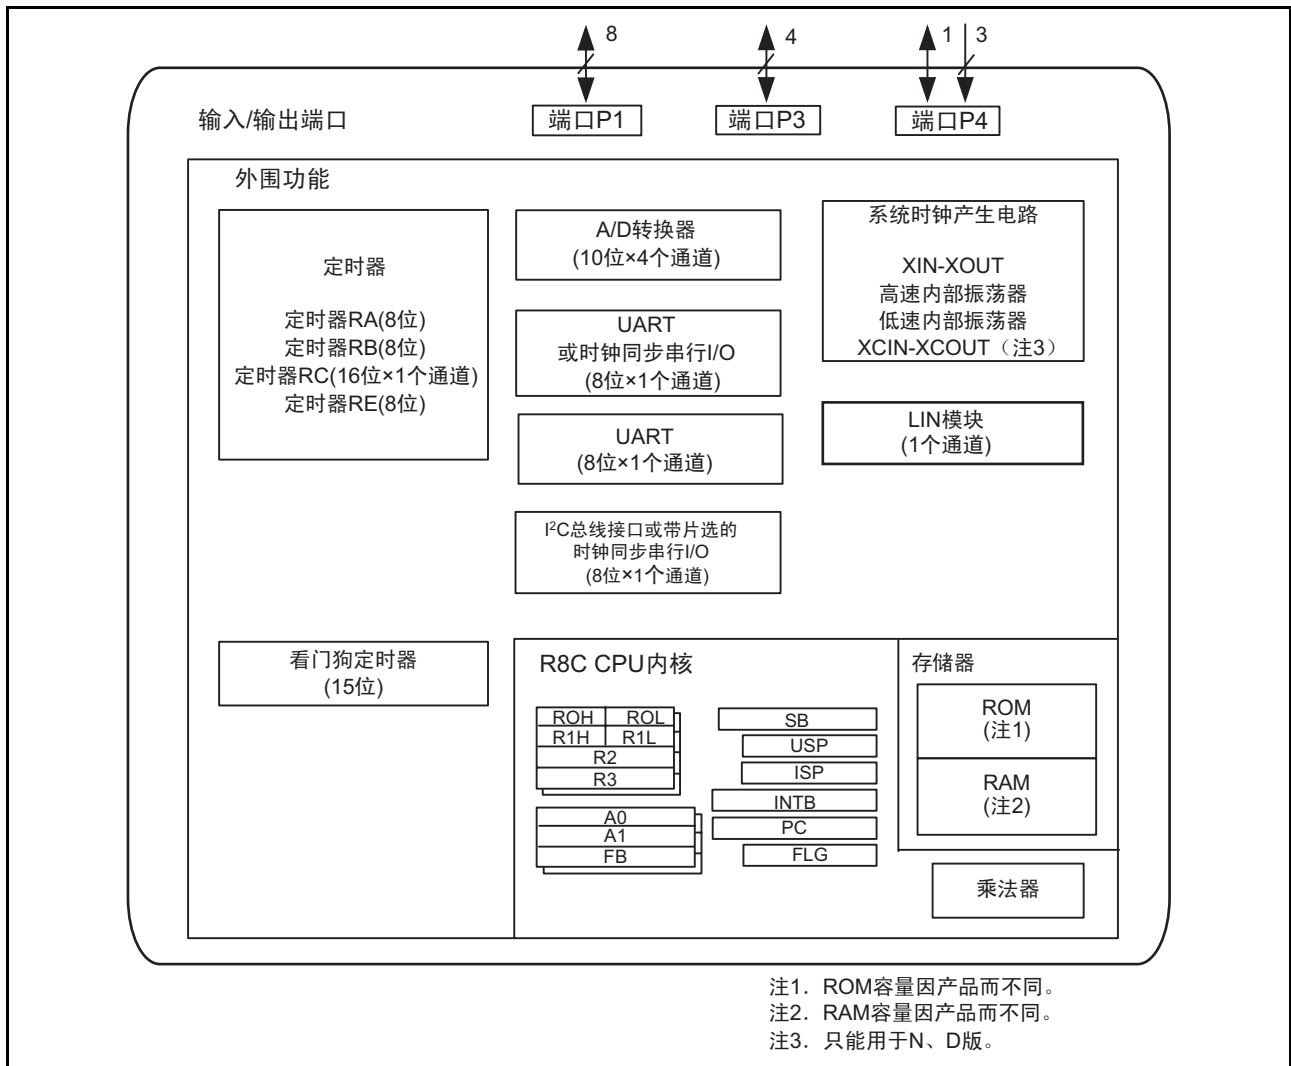 8
4
1
3
输入/输出端口
端口P1
端口P3
端口P4
外围功能
定时器
定时器RA(8位)
定时器RB(8位)
定时器RC(16位×1个通道)
定时器RE(8位)
A/D转换器
(10位×4个通道)
UART
或时钟同步串行I/O
(8位×1个通道)
UART
(8位×1个通道)
I²C总线接口或带片选的
时钟同步串行I/O
(8位×1个通道)
系统时钟产生电路
XIN-XOUT
高速内部振荡器
低速内部振荡器
XCIN-XCOUT（注3）
LIN模块
(1个通道)
看门狗定时器
(15位)
R8C CPU内核
ROH ROL
R1H R1L
R2
R3
A0
A1
FB
SB
USP
ISP
INTB
PC
FLG
存储器
ROM
(注1)
RAM
(注2)
乘法器
注1. ROM容量因产品而不同。
注2. RAM容量因产品而不同。
注3. 只能用于N、D版。